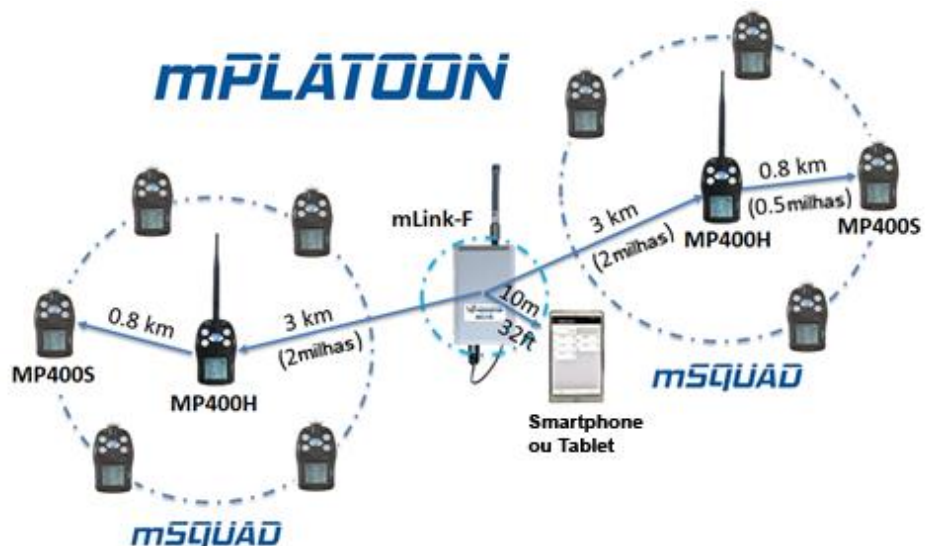 mPLATOON
mLink-F
0.8 km
(0.5milhas)
MP400H
MP400S
3 km
(2milhas)
10m
32ft
0.8 km
3 km
(2milhas)
MP400S
MP400H
mSQUAD
Smartphone
ou Tablet
mSQUAD